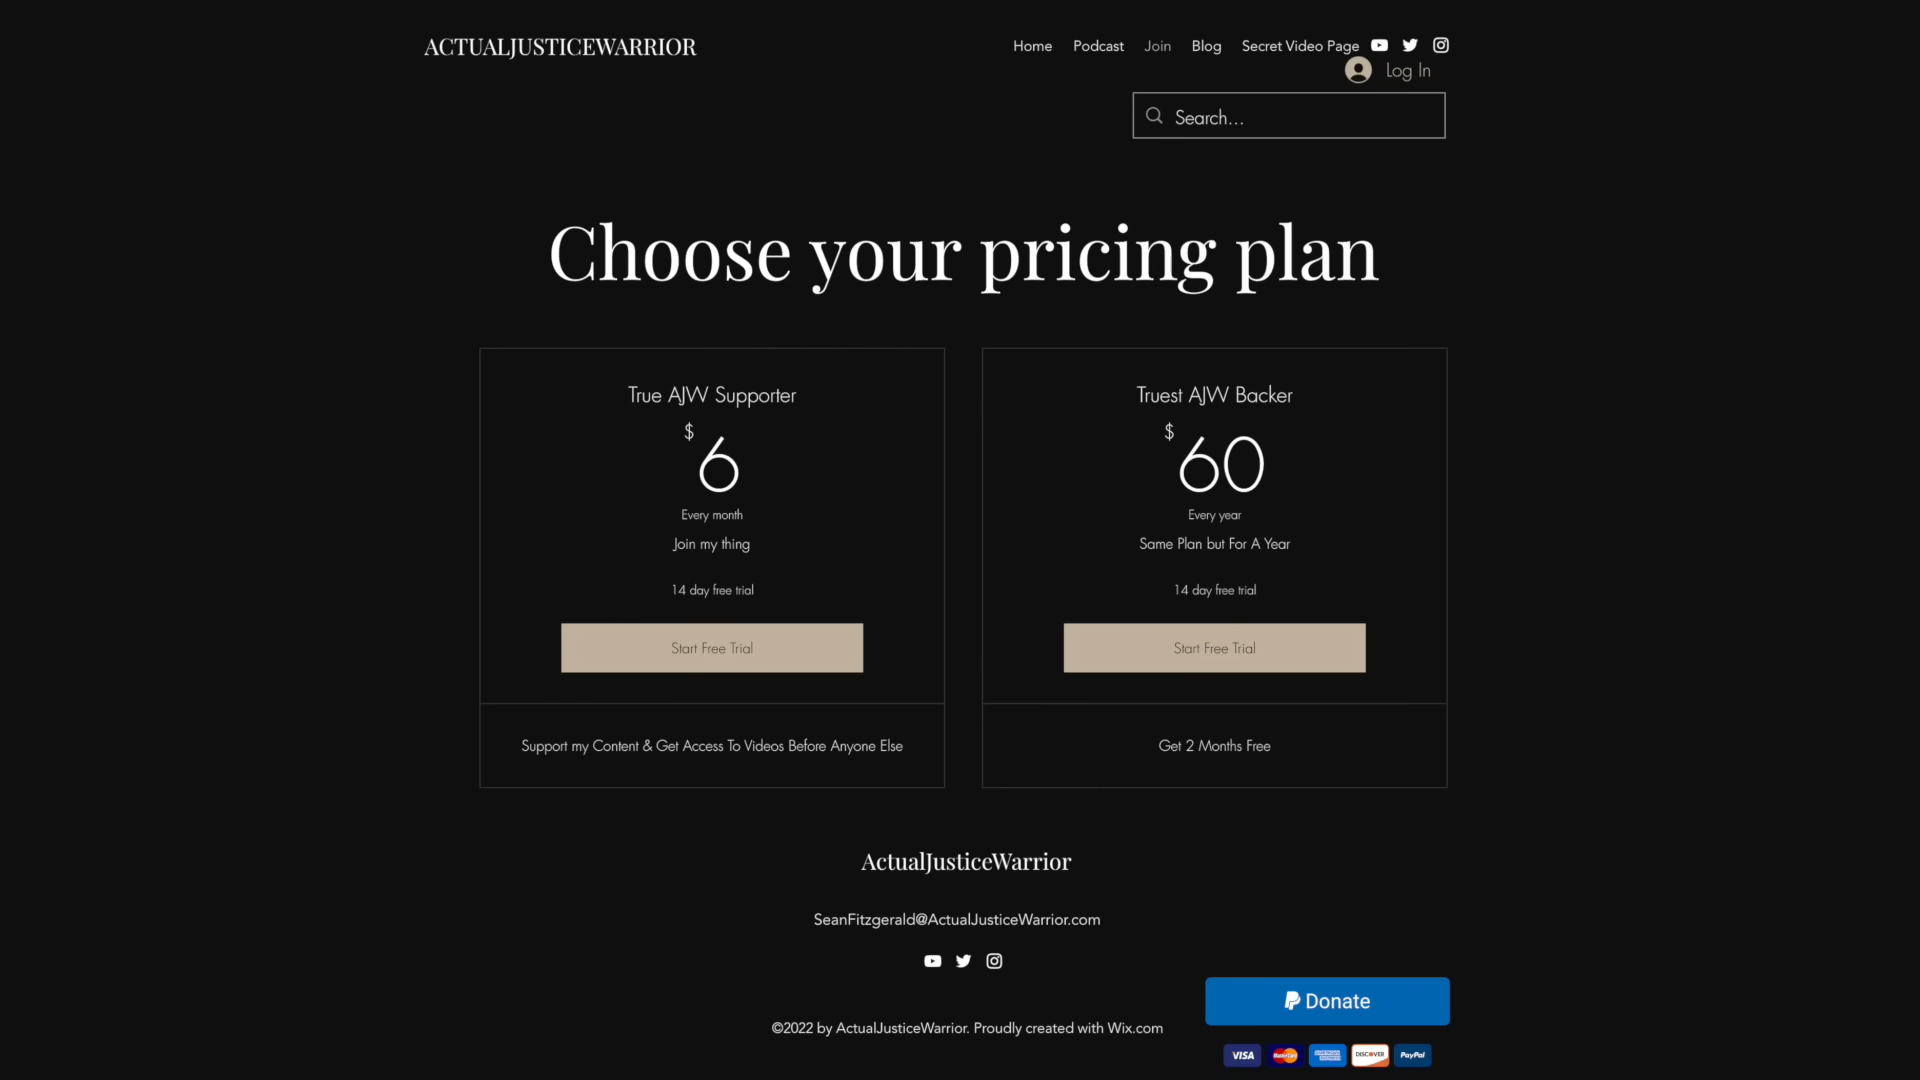 ACTUALJUSTICEWARRIOR
Home Podcast Join Blog Secret Video Page
Log In
Search...
Choose your pricing plan
True AJW Supporter
$6
Every month
Join my thing
14 day free trial
Start Free Trial
Support my Content & Get Access To Videos Before Anyone Else
Truest AJW Backer
$60
Every year
Same Plan but For A Year
14 day free trial
Start Free Trial
Get 2 Months Free
ActualJusticeWarrior
SeanFitzgerald@ActualJusticeWarrior.com
Donate
©2022 by ActualJusticeWarrior. Proudly created with Wix.com
VISA MasterCard AMERICAN EXPRESS DISCOVER PayPal